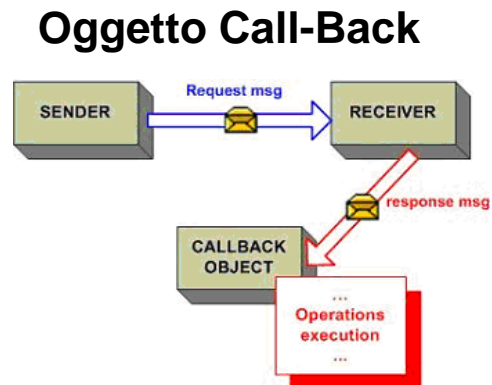 Oggetto Call-Back
Request msg
SENDER
RECEIVER
response msg
CALLBACK
OBJECT
...
Operations
execution
...